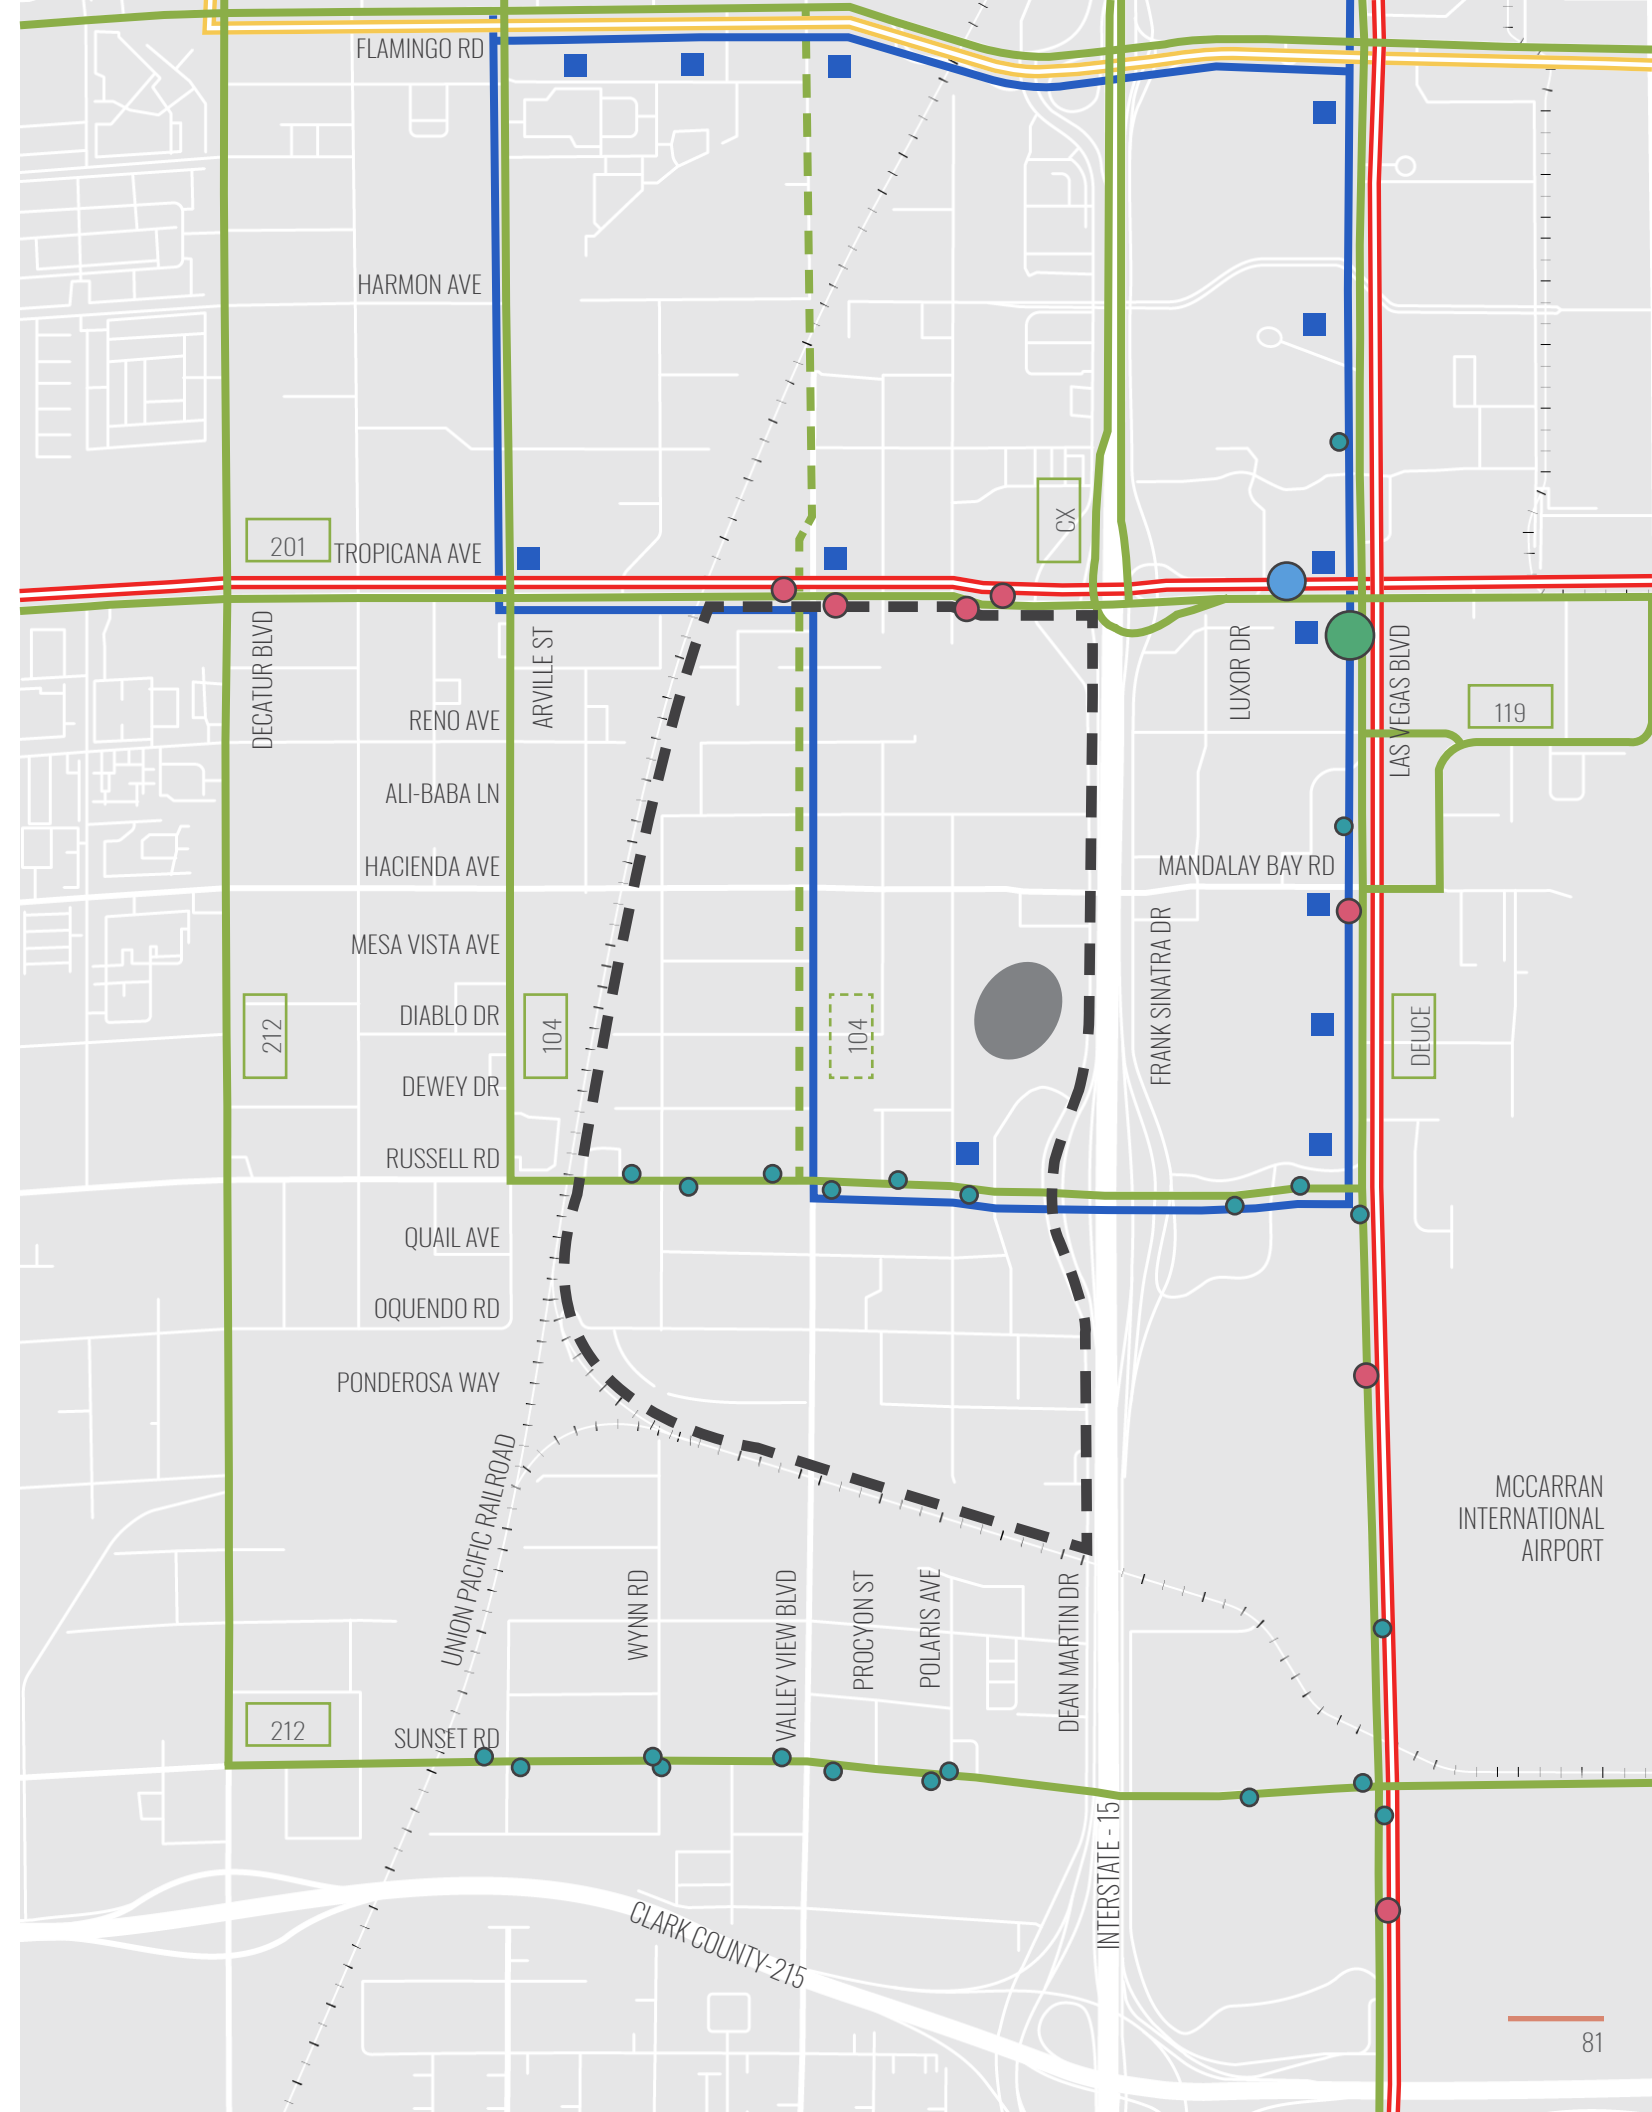 FLAMINGO RD
HARMON AVE
CX
201
TROPICANA AVE
DECATUR BLVD
ARVILLE ST
LUXOR DR
LAS VEGAS BLVD
119
RENO AVE
ALI-BABA LN
HACIENDA AVE
MANDALAY BAY RD
MESA VISTA AVE
FRANK SINATRA DR
212
104
104
DEUCE
DIABLO DR
DEWEY DR
RUSSELL RD
QUAIL AVE
OQUENDO RD
PONDEROSA WAY
UNION PACIFIC RAILROAD
MCCARRAN
INTERNATIONAL
AIRPORT
WYNN RD
VALLEY VIEW BLVD
PROCYON ST
POLARIS AVE
DEAN MARTIN DR
212
SUNSET RD
INTERSTATE - 15
CLARK COUNTY-215
81